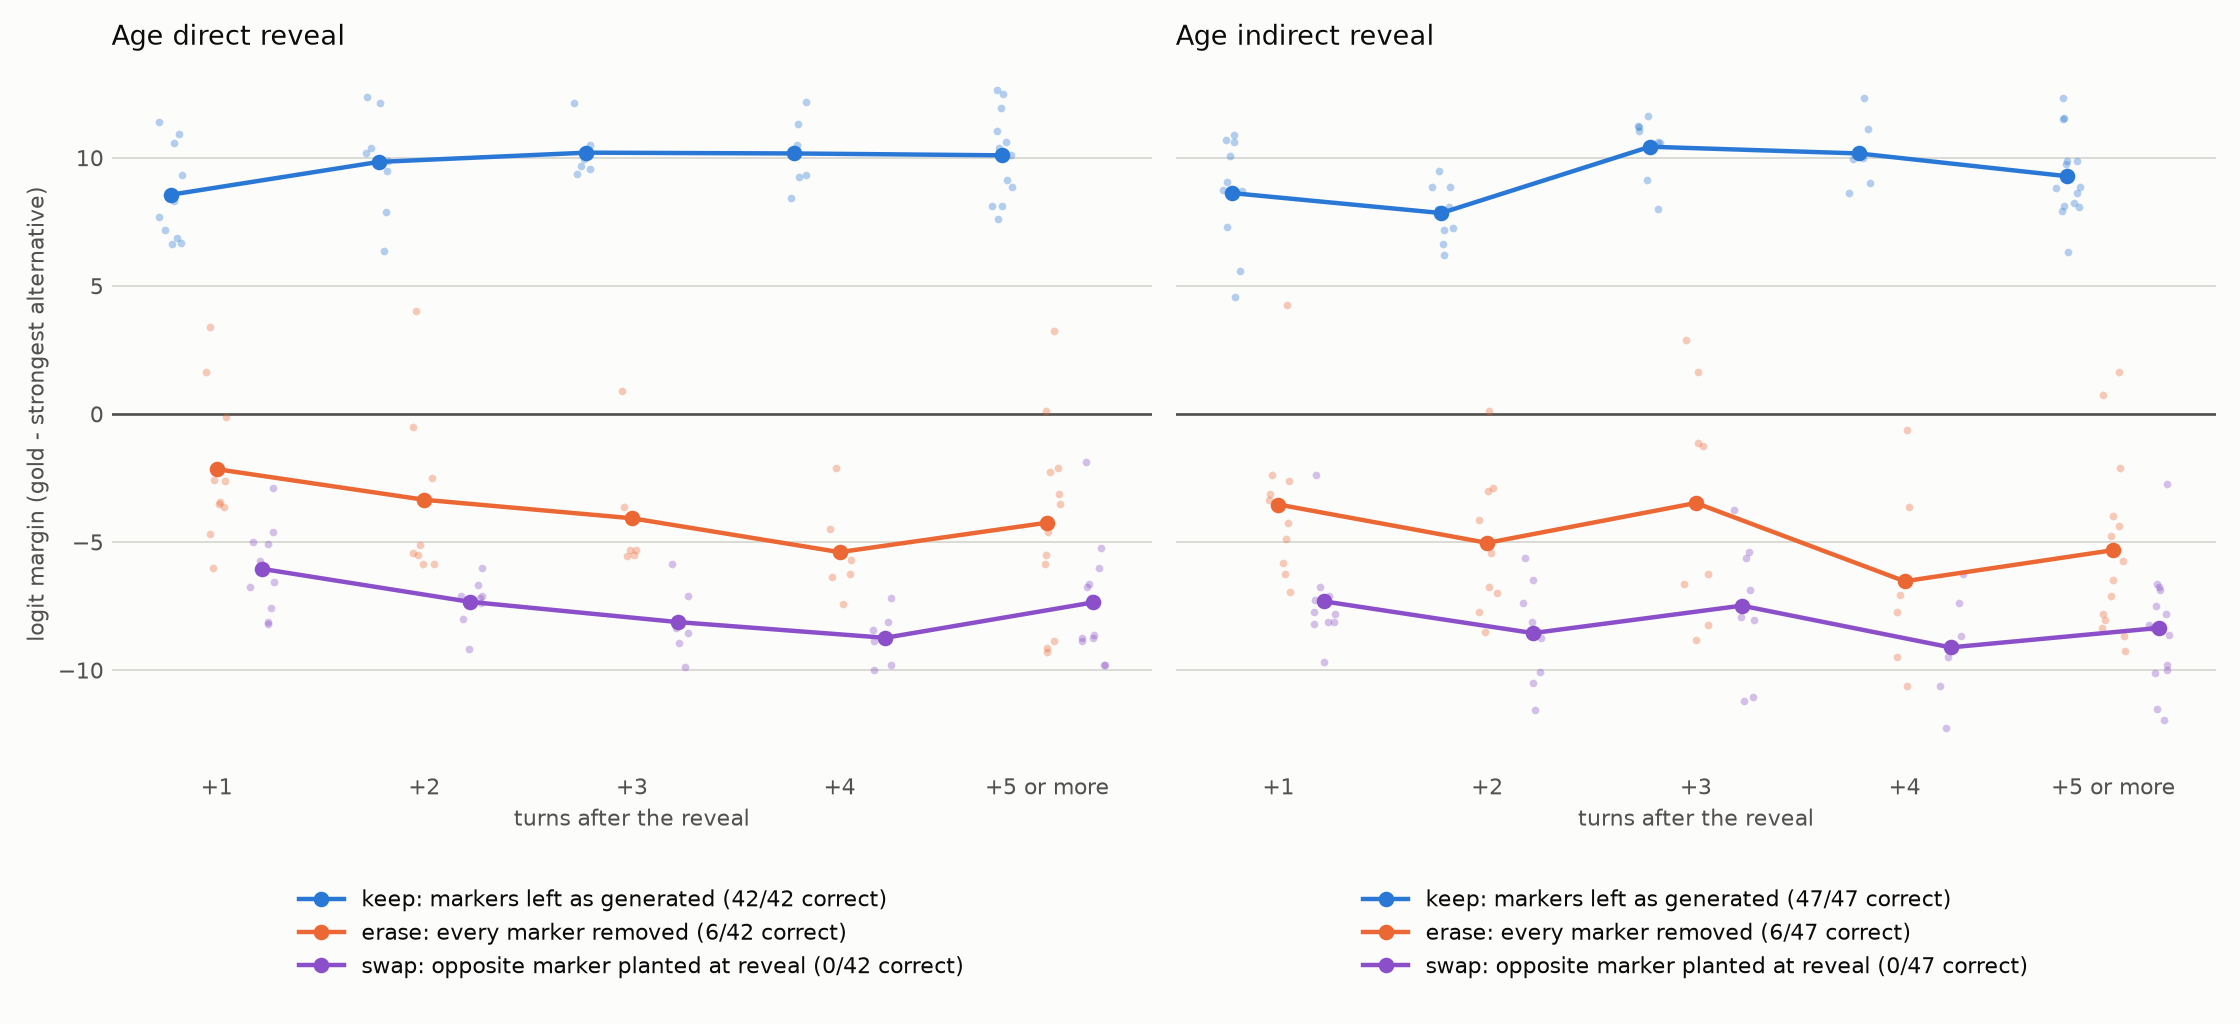 Age direct reveal
Age indirect reveal
logit margin (gold - strongest alternative)
10
5
0
−5
−10
+1
+2
+3
+4
+5 or more
turns after the reveal
+1
+2
+3
+4
+5 or more
turns after the reveal
keep: markers left as generated (42/42 correct)
erase: every marker removed (6/42 correct)
swap: opposite marker planted at reveal (0/42 correct)
keep: markers left as generated (47/47 correct)
erase: every marker removed (6/47 correct)
swap: opposite marker planted at reveal (0/47 correct)